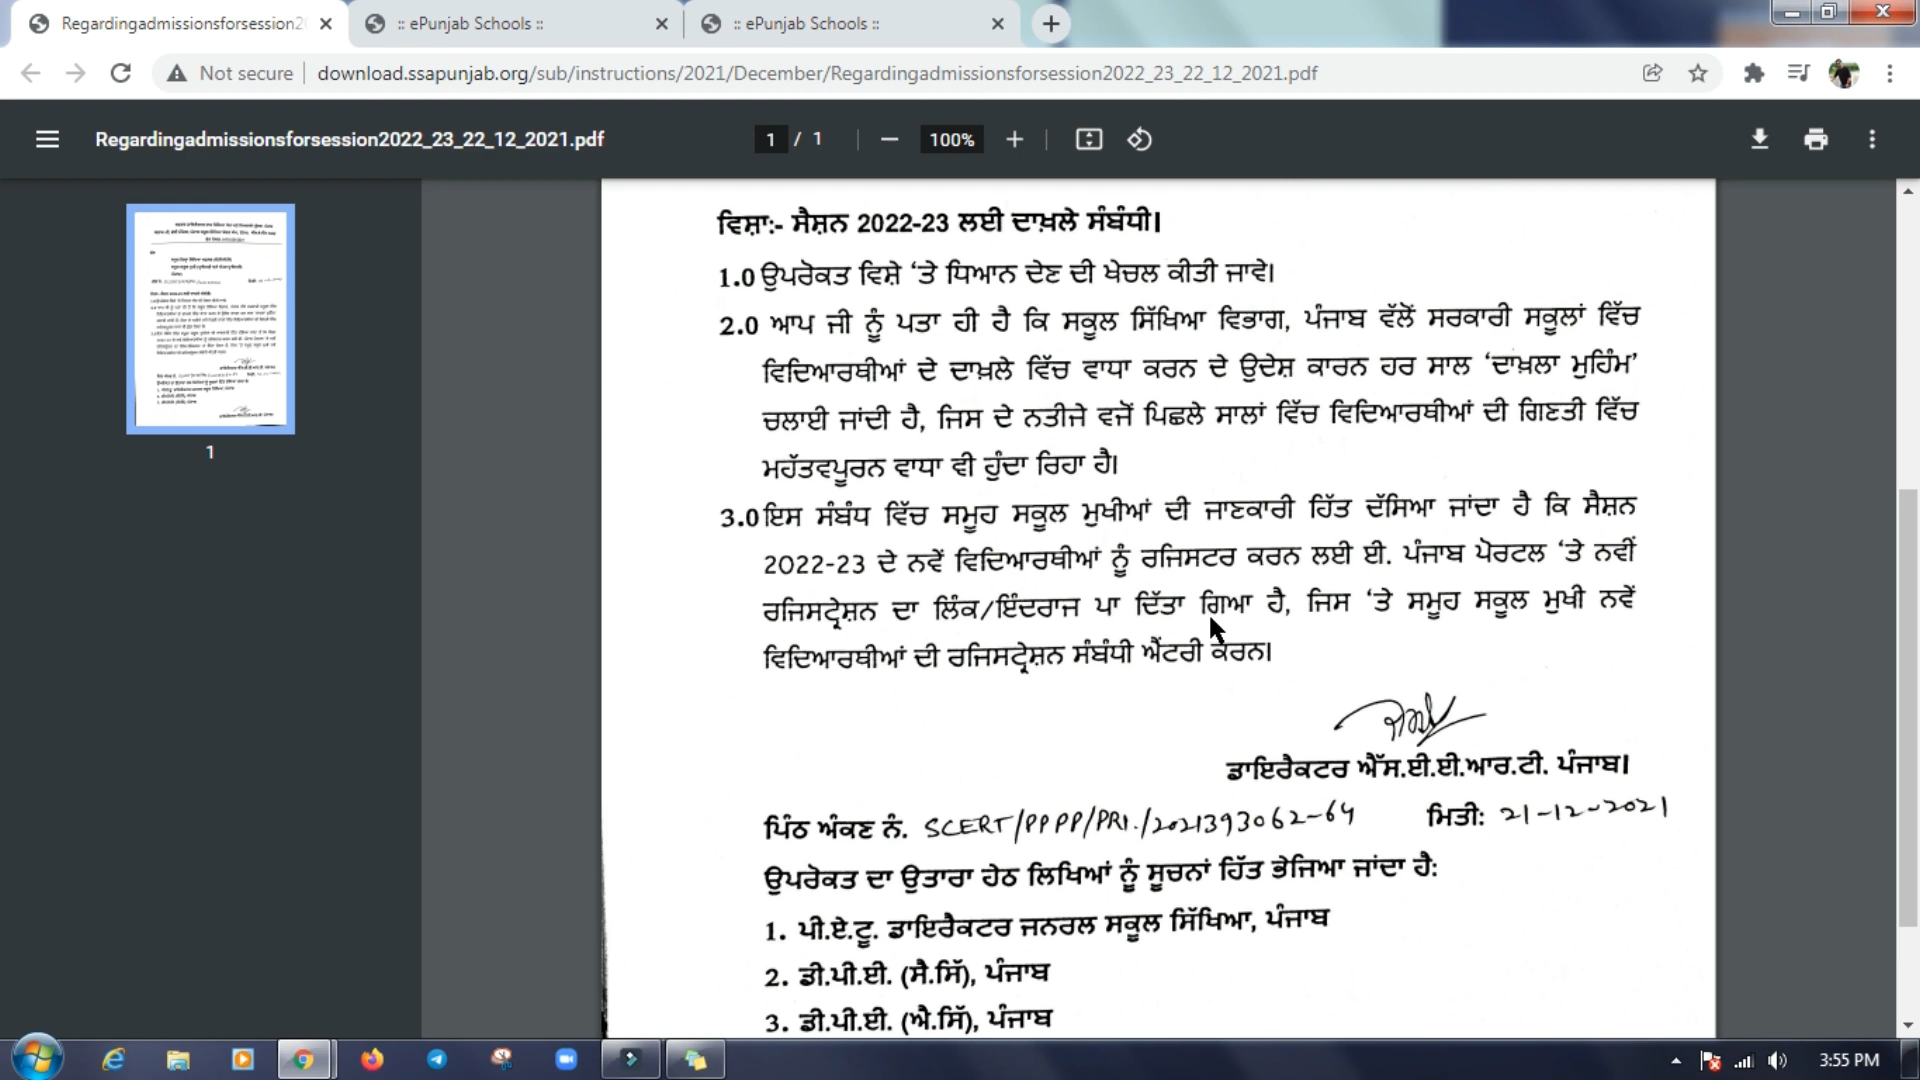 Regardingadmissionsforsession2
:: ePunjab Schools ::
:: ePunjab Schools ::
Not secure
download.ssapunjab.org/sub/instructions/2021/December/Regardingadmissionsforsession2022_23_22_12_2021.pdf
Regardingadmissionsforsession2022_23_22_12_2021.pdf
1 / 1
100%
1
ਵਿਸ਼ਾ:- ਸੈਸ਼ਨ 2022-23 ਲਈ ਦਾਖ਼ਲੇ ਸੰਬੰਧੀ।
1.0 ਉਪਰੋਕਤ ਵਿਸ਼ੇ ‘ਤੇ ਧਿਆਨ ਦੇਣ ਦੀ ਖੇਚਲ ਕੀਤੀ ਜਾਵੇ।
2.0 ਆਪ ਜੀ ਨੂੰ ਪਤਾ ਹੀ ਹੈ ਕਿ ਸਕੂਲ ਸਿੱਖਿਆ ਵਿਭਾਗ, ਪੰਜਾਬ ਵੱਲੋਂ ਸਰਕਾਰੀ ਸਕੂਲਾਂ ਵਿੱਚ
ਵਿਦਿਆਰਥੀਆਂ ਦੇ ਦਾਖ਼ਲੇ ਵਿੱਚ ਵਾਧਾ ਕਰਨ ਦੇ ਉਦੇਸ਼ ਕਾਰਨ ਹਰ ਸਾਲ ‘ਦਾਖ਼ਲਾ ਮੁਹਿੰਮ’
ਚਲਾਈ ਜਾਂਦੀ ਹੈ, ਜਿਸ ਦੇ ਨਤੀਜੇ ਵਜੋਂ ਪਿਛਲੇ ਸਾਲਾਂ ਵਿੱਚ ਵਿਦਿਆਰਥੀਆਂ ਦੀ ਗਿਣਤੀ ਵਿੱਚ
ਮਹੱਤਵਪੂਰਨ ਵਾਧਾ ਵੀ ਹੁੰਦਾ ਰਿਹਾ ਹੈ।
3.0 ਇਸ ਸੰਬੰਧ ਵਿੱਚ ਸਮੂਹ ਸਕੂਲ ਮੁਖੀਆਂ ਦੀ ਜਾਣਕਾਰੀ ਹਿੱਤ ਦੱਸਿਆ ਜਾਂਦਾ ਹੈ ਕਿ ਸੈਸ਼ਨ
2022-23 ਦੇ ਨਵੇਂ ਵਿਦਿਆਰਥੀਆਂ ਨੂੰ ਰਜਿਸਟਰ ਕਰਨ ਲਈ ਈ. ਪੰਜਾਬ ਪੋਰਟਲ ‘ਤੇ ਨਵੀਂ
ਰਜਿਸਟ੍ਰੇਸ਼ਨ ਦਾ ਲਿੰਕ/ਇੰਦਰਾਜ ਪਾ ਦਿੱਤਾ ਗਿਆ ਹੈ, ਜਿਸ ‘ਤੇ ਸਮੂਹ ਸਕੂਲ ਮੁਖੀ ਨਵੇਂ
ਵਿਦਿਆਰਥੀਆਂ ਦੀ ਰਜਿਸਟ੍ਰੇਸ਼ਨ ਸੰਬੰਧੀ ਐਂਟਰੀ ਕਰਨ।
ਡਾਇਰੈਕਟਰ ਐੱਸ.ਈ.ਈ.ਆਰ.ਟੀ. ਪੰਜਾਬ।
ਪਿੰਠ ਅੰਕਣ ਨੰ. SCERT/PPPP/PRI./2021393062-64 ਮਿਤੀ: 21-12-2021
ਉਪਰੋਕਤ ਦਾ ਉਤਾਰਾ ਹੇਠ ਲਿਖਿਆਂ ਨੂੰ ਸੂਚਨਾਂ ਹਿੱਤ ਭੇਜਿਆ ਜਾਂਦਾ ਹੈ:
1. ਪੀ.ਏ.ਟੂ. ਡਾਇਰੈਕਟਰ ਜਨਰਲ ਸਕੂਲ ਸਿੱਖਿਆ, ਪੰਜਾਬ
2. ਡੀ.ਪੀ.ਈ. (ਸੈ.ਸਿੱ), ਪੰਜਾਬ
3. ਡੀ.ਪੀ.ਈ. (ਐ.ਸਿੱ), ਪੰਜਾਬ
3:55 PM